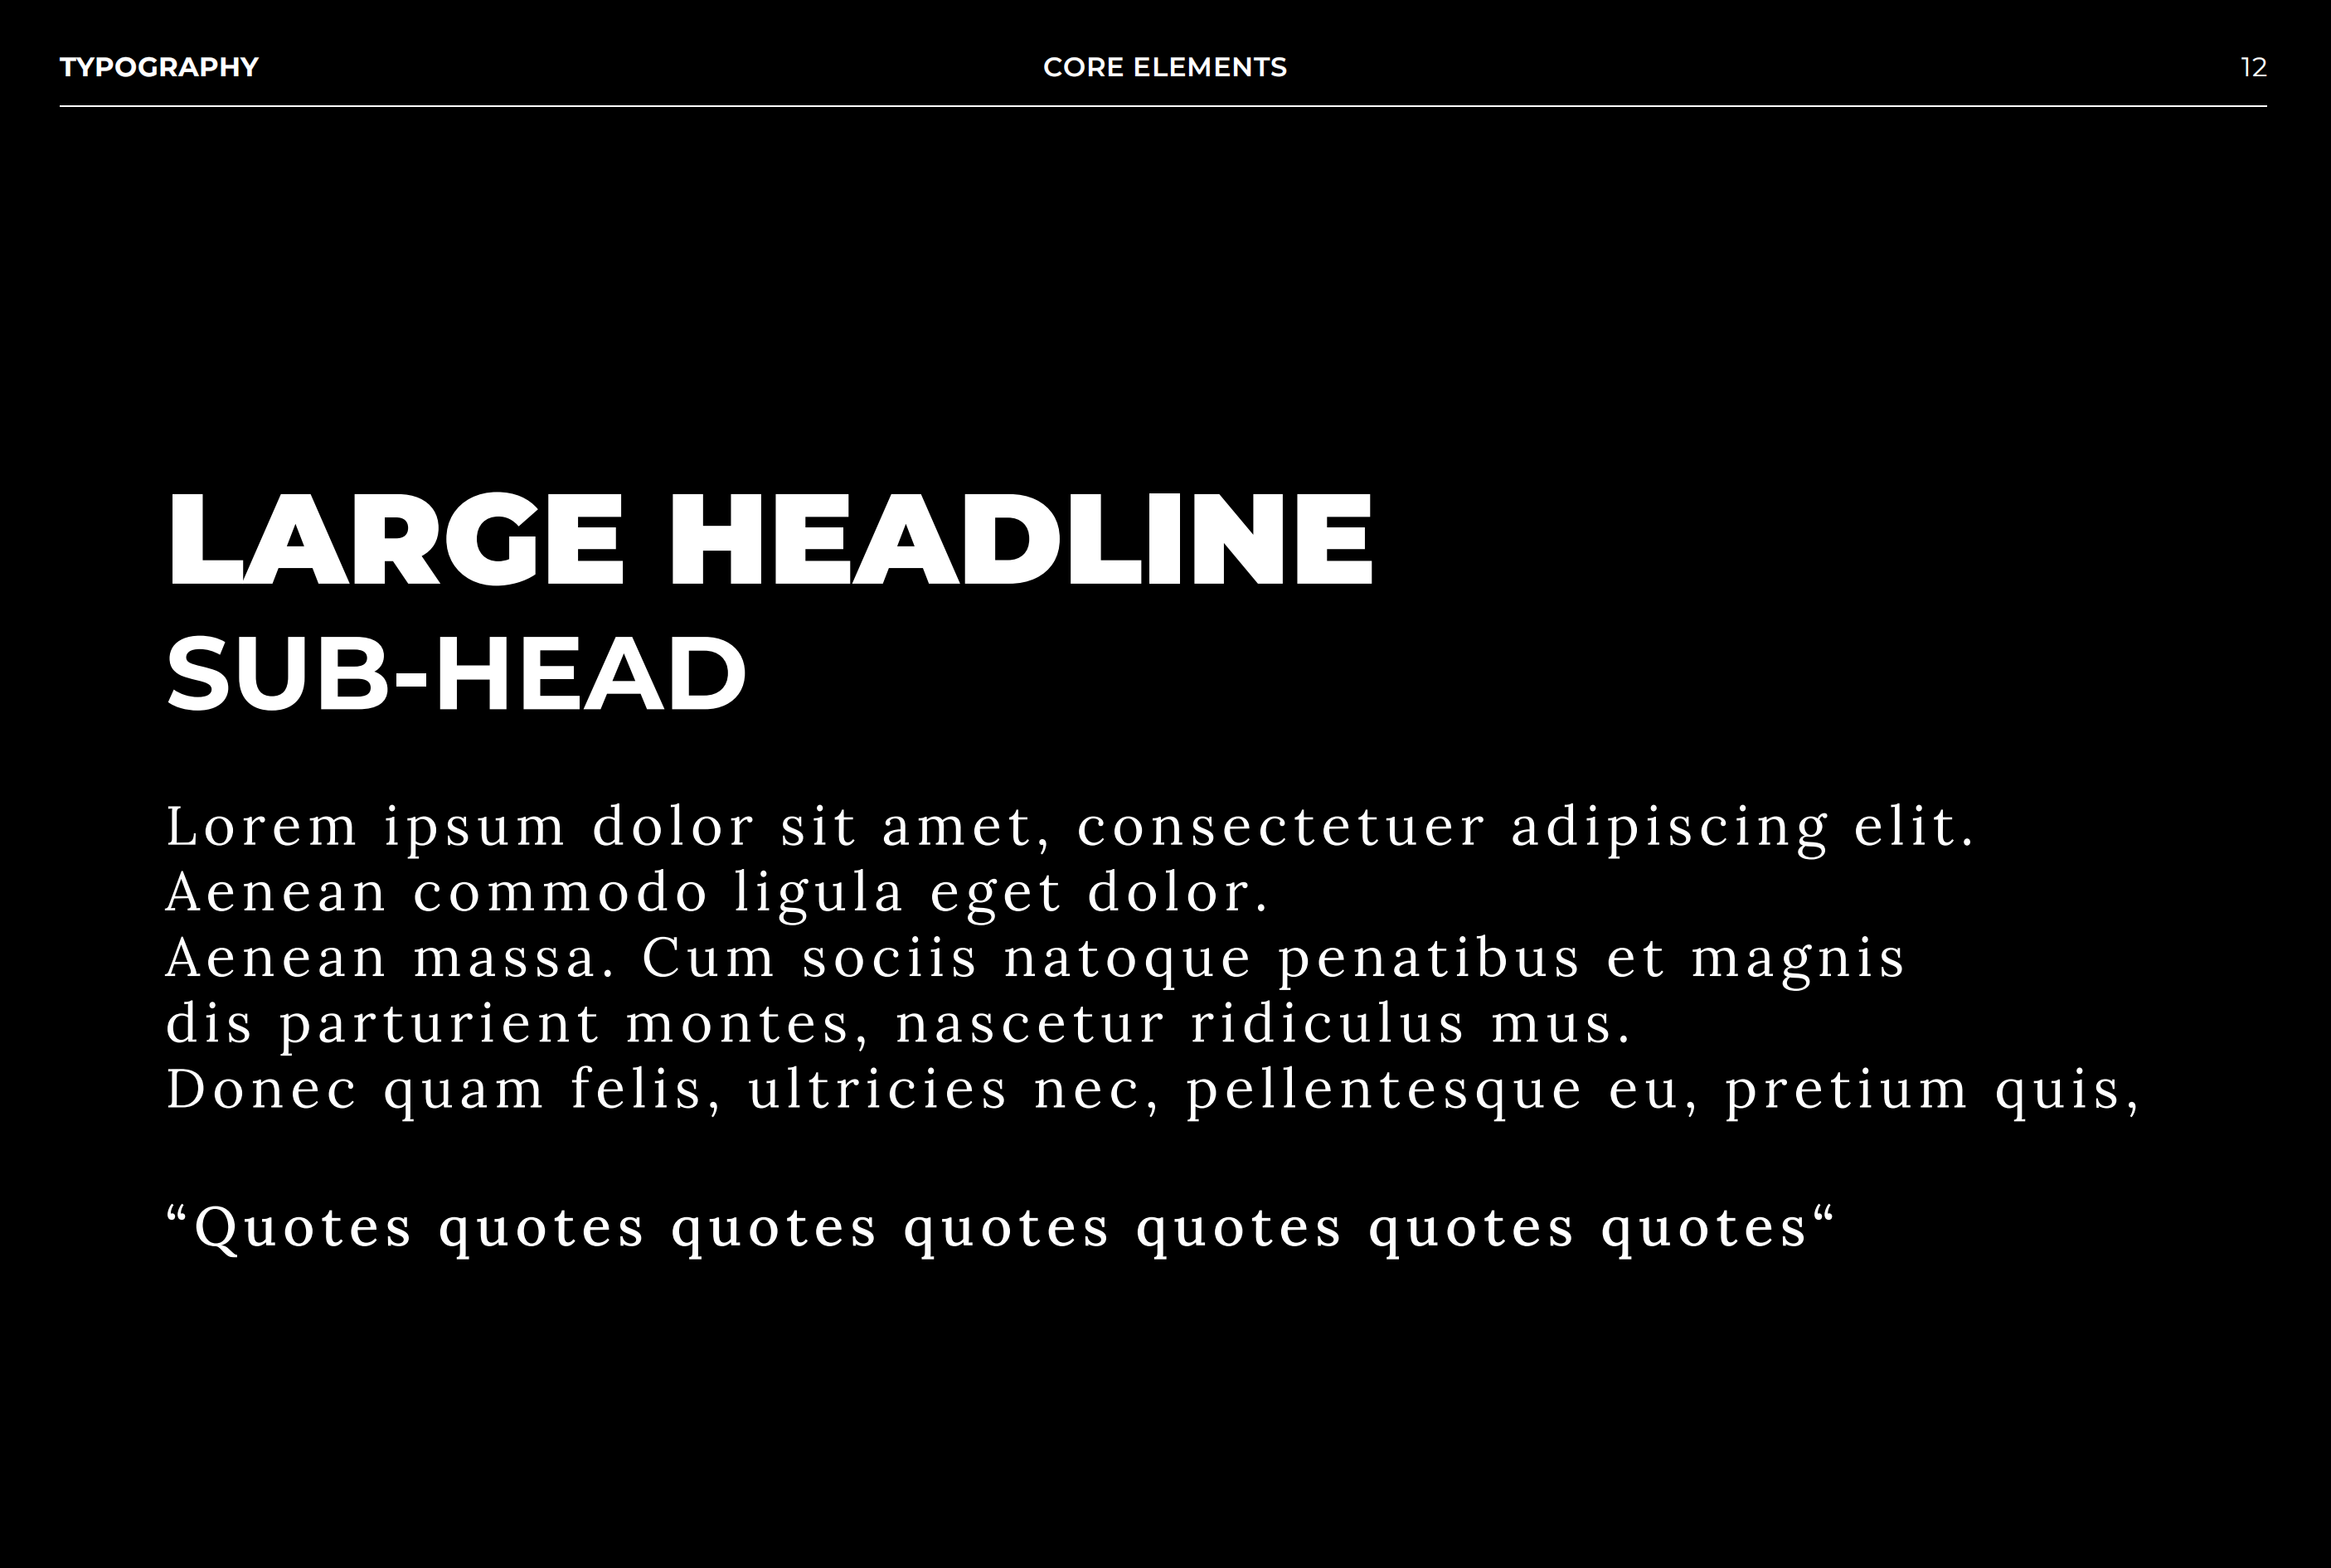 TYPOGRAPHY
CORE ELEMENTS
12
LARGE HEADLINE
SUB-HEAD
Lorem ipsum dolor sit amet, consectetuer adipiscing elit.
Aenean commodo ligula eget dolor.
Aenean massa. Cum sociis natoque penatibus et magnis
dis parturient montes, nascetur ridiculus mus.
Donec quam felis, ultricies nec, pellentesque eu, pretium quis,
“Quotes quotes quotes quotes quotes quotes quotes“